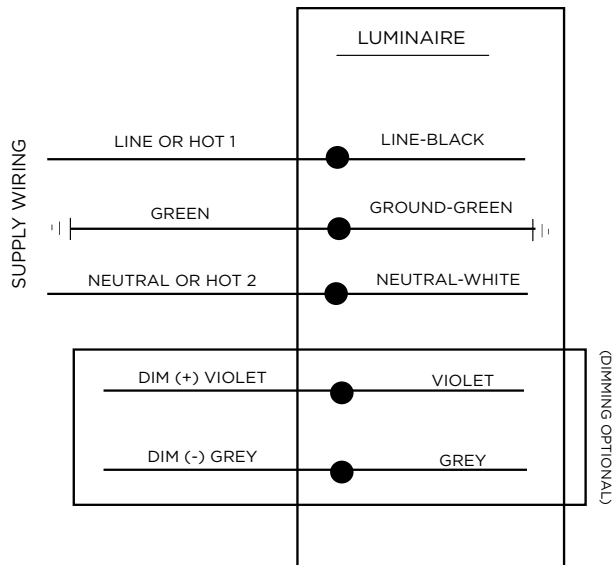 LUMINAIRE
SUPPLY WIRING
LINE OR HOT 1
LINE-BLACK
GREEN
GROUND-GREEN
NEUTRAL OR HOT 2
NEUTRAL-WHITE
DIM (+) VIOLET
VIOLET
DIM (-) GREY
GREY
(DIMMING OPTIONAL)